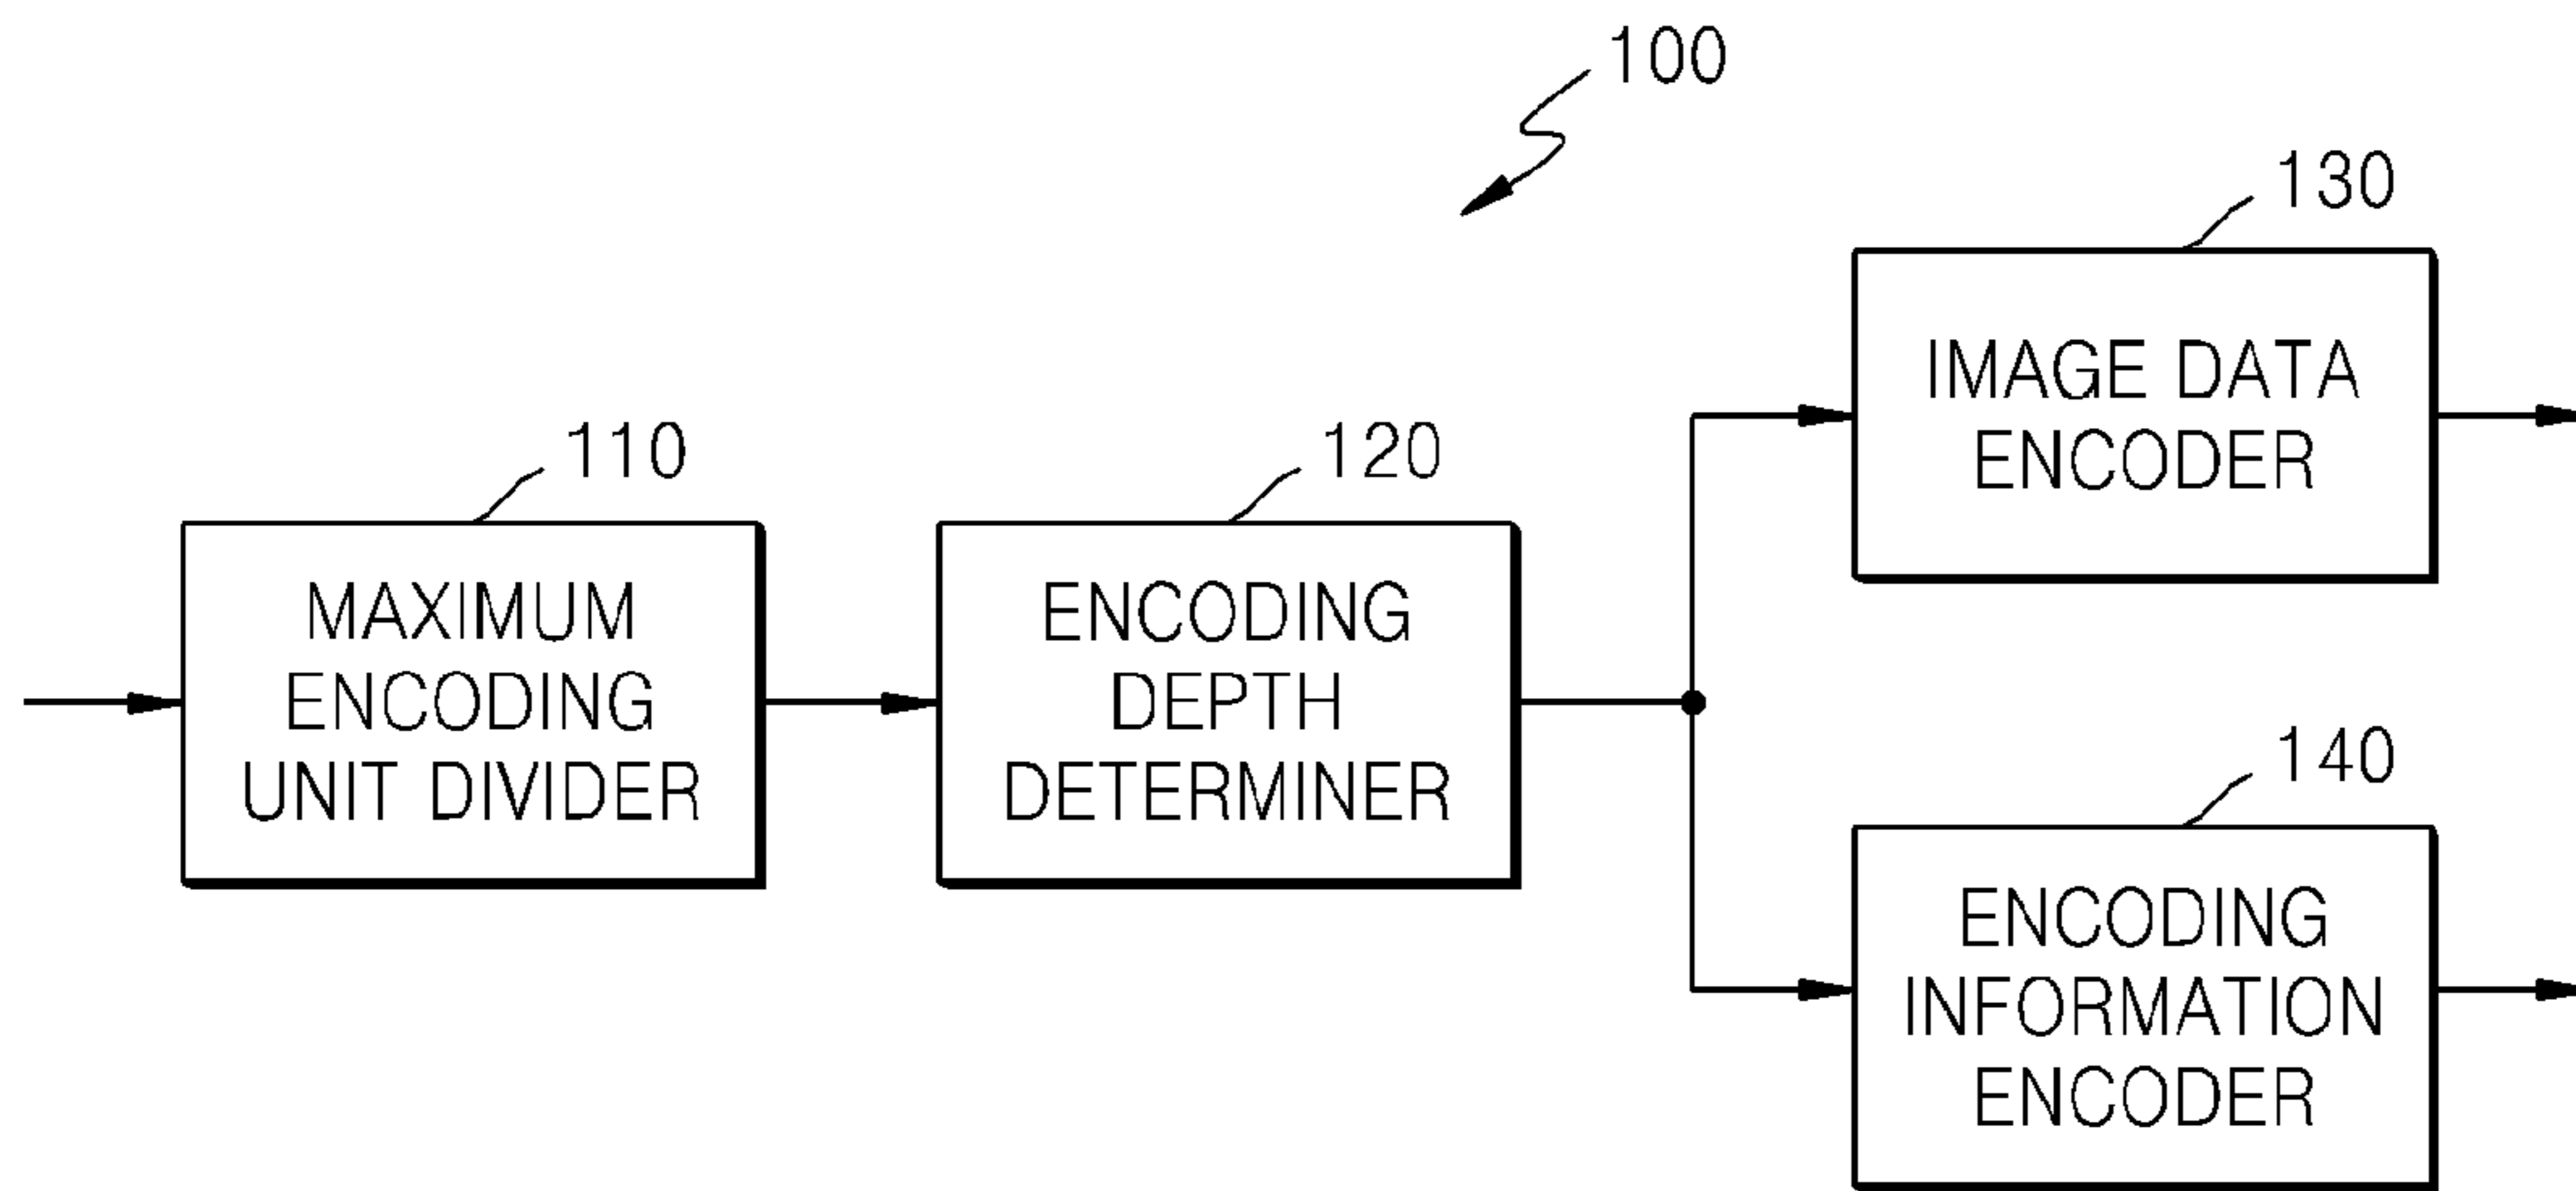 100
110
MAXIMUM
ENCODING
UNIT DIVIDER
120
ENCODING
DEPTH
DETERMINER
130
IMAGE DATA
ENCODER
140
ENCODING
INFORMATION
ENCODER